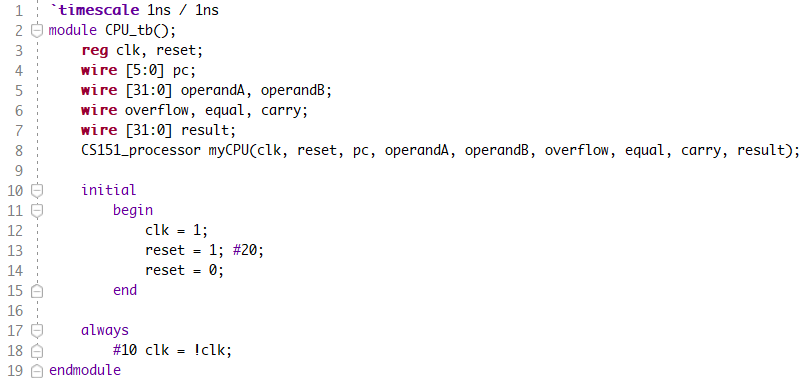 1 `timescale 1ns / 1ns
2 module CPU_tb();
3 reg clk, reset;
4 wire [5:0] pc;
5 wire [31:0] operandA, operandB;
6 wire overflow, equal, carry;
7 wire [31:0] result;
8 CS151_processor myCPU(clk, reset, pc, operandA, operandB, overflow, equal, carry, result);
9
10 initial
11 begin
12 clk = 1;
13 reset = 1; #20;
14 reset = 0;
15 end
16
17 always
18 #10 clk = !clk;
19 endmodule